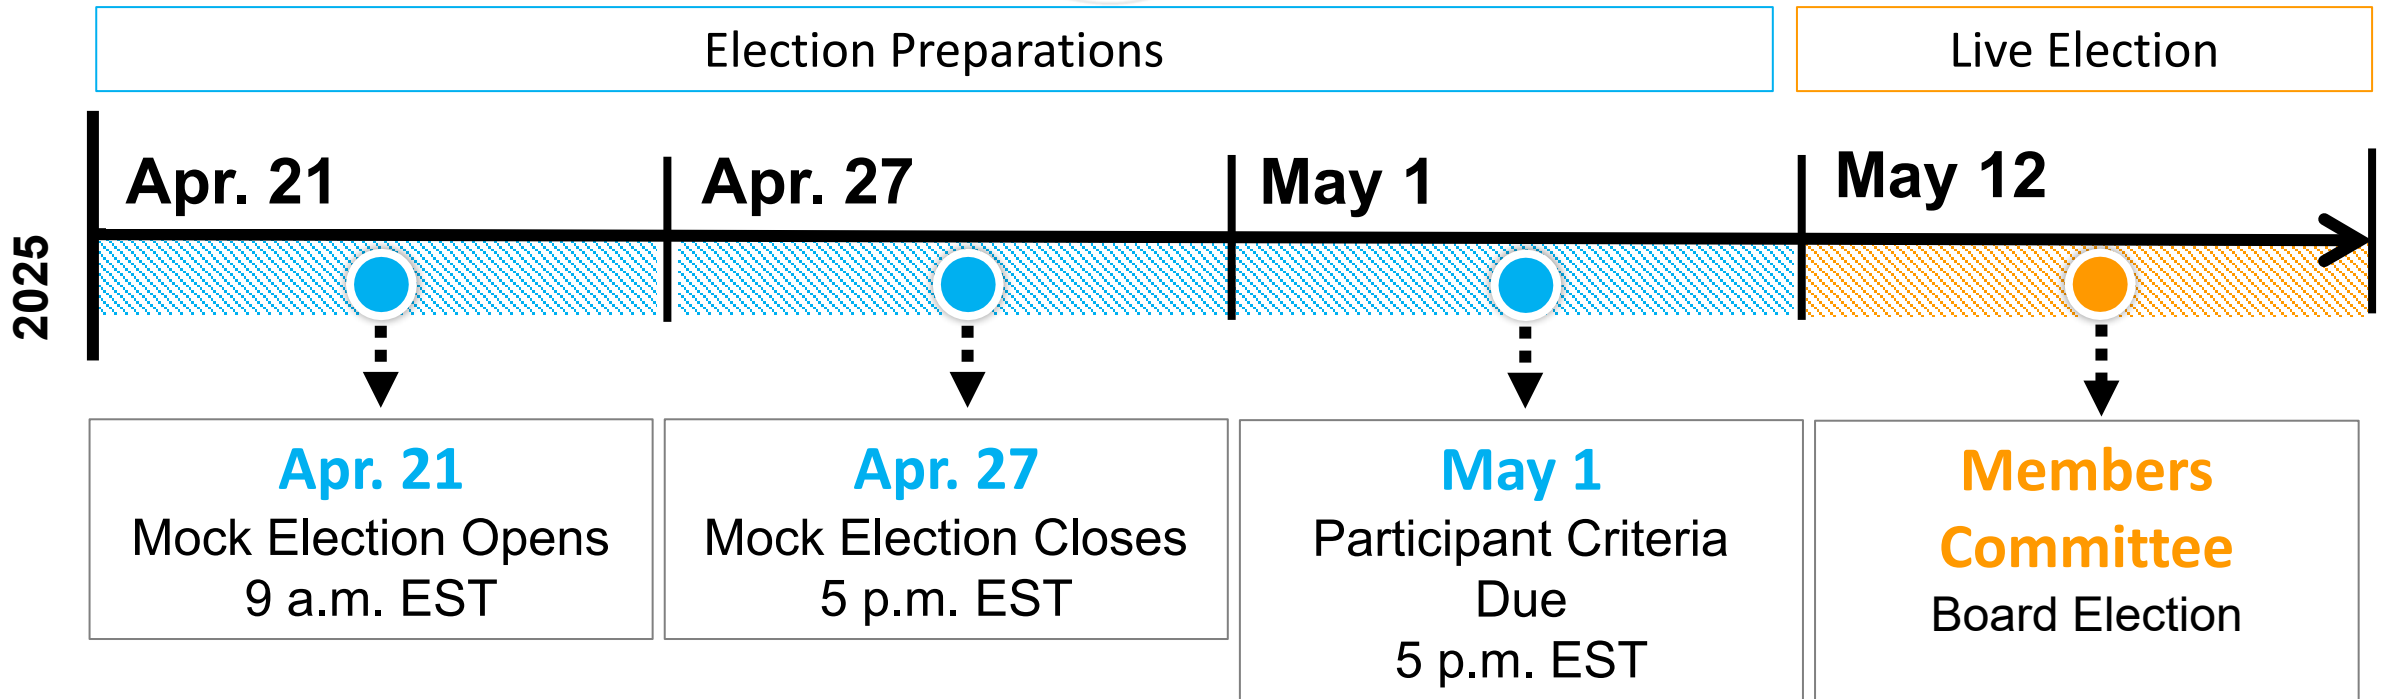 Election Preparations
Live Election
2025
Apr. 21
Apr. 27
May 1
May 12
Apr. 21
Mock Election Opens
9 a.m. EST
Apr. 27
Mock Election Closes
5 p.m. EST
May 1
Participant Criteria
Due
5 p.m. EST
Members
Committee
Board Election